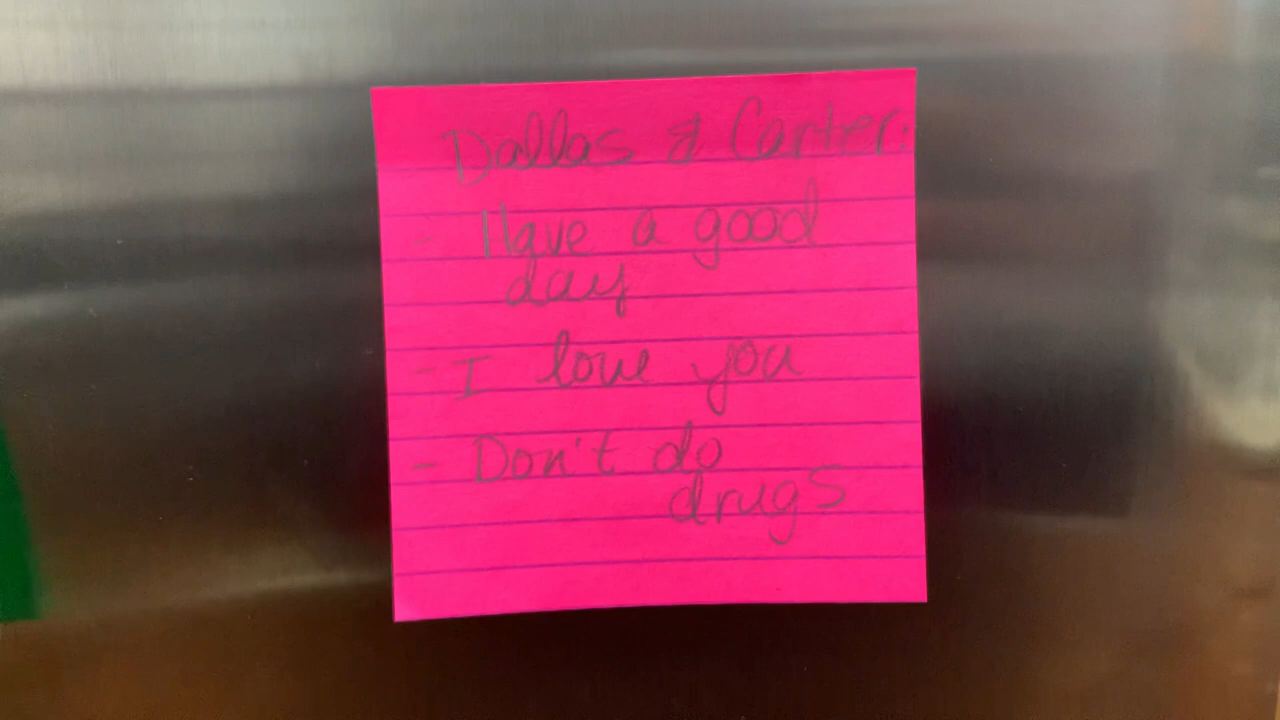 Dallas & Carter:
- Have a good
day
- I love you
- Don't do
drugs